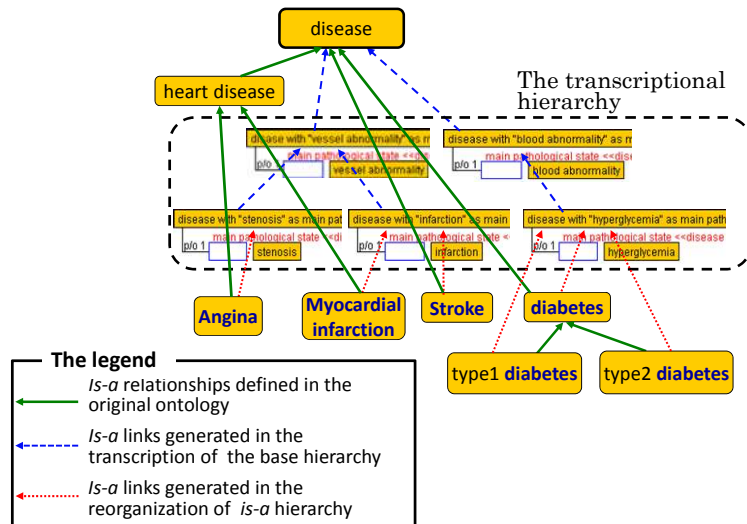 disease
heart disease
The transcriptional
hierarchy
disease with "vessel abnormality" as m
main pathological state <<dise
p/o 1
vessel abnormality
disease with "blood abnormality" as m
main pathological state <<dise
p/o 1
blood abnormality
disease with "stenosis" as main path
main pathological state <<dis
p/o 1
stenosis
disease with "infarction" as main
main pathological state <<d
p/o 1
infarction
disease with "hyperglycemia" as main path
main pathological state <<disease
p/o 1
hyperglycemia
Angina
Myocardial
infarction
Stroke
diabetes
type1 diabetes
type2 diabetes
The legend
Is-a relationships defined in the
original ontology
Is-a links generated in the
transcription of the base hierarchy
Is-a links generated in the
reorganization of is-a hierarchy